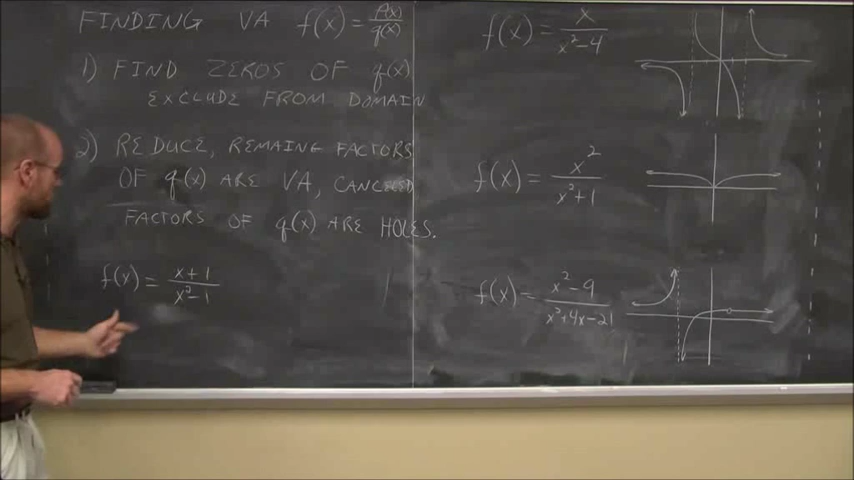 FINDING VA f(x) = p(x)/q(x)
1) FIND ZEROS OF q(x)
EXCLUDE FROM DOMAIN
2) REDUCE, REMAINING FACTORS
OF q(x) ARE VA, CANCELED
FACTORS OF q(x) ARE HOLES.
f(x) = x+1/x²-1
f(x) = x/x²-4
f(x) = x²/x²+1
f(x) = x²-9/x²+4x-21